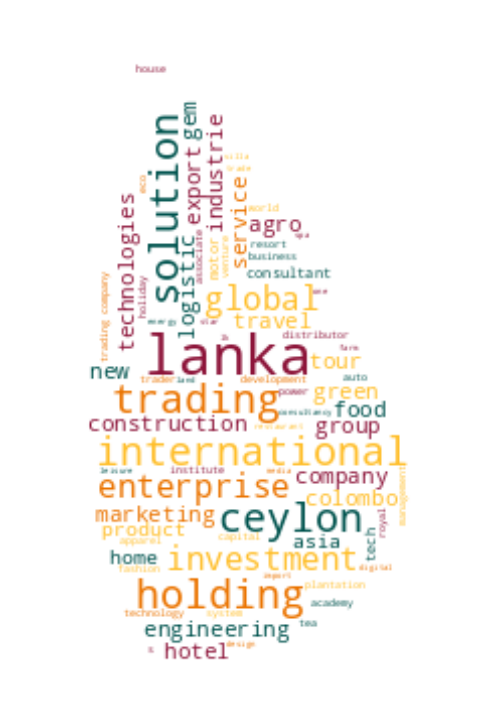 house
solution
gem
industrie
export
villa
trade
eco
service
technologies
world
agro
spa
logistic
associate
motor
venture
resort
business
consultant
holiday
trading company
global
travel
energy
star
distributor
lanka
farm
tour
new
trader
land
development
auto
power
green
trading
consultancy
food
construction
restaurant
group
international
leisure
institute
media
company
enterprise
colombo
management
marketing
ceylon
royal
product
capital
tech
apparel
asia
home
investment
fashion
digital
import
plantation
holding
academy
technology
system
tea
engineering
design
hotel